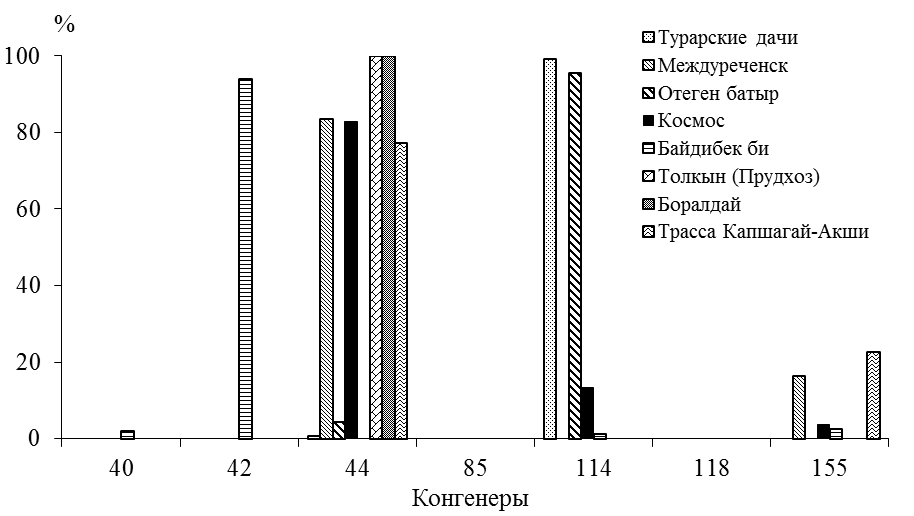 %
100
80
60
40
20
0
40 42 44 85 114 118 155
Конгенеры
Турарские дачи
Междуреченск
Отеген батыр
Космос
Байдибек би
Толкын (Прудхоз)
Боралдай
Трасса Капшагай-Акши